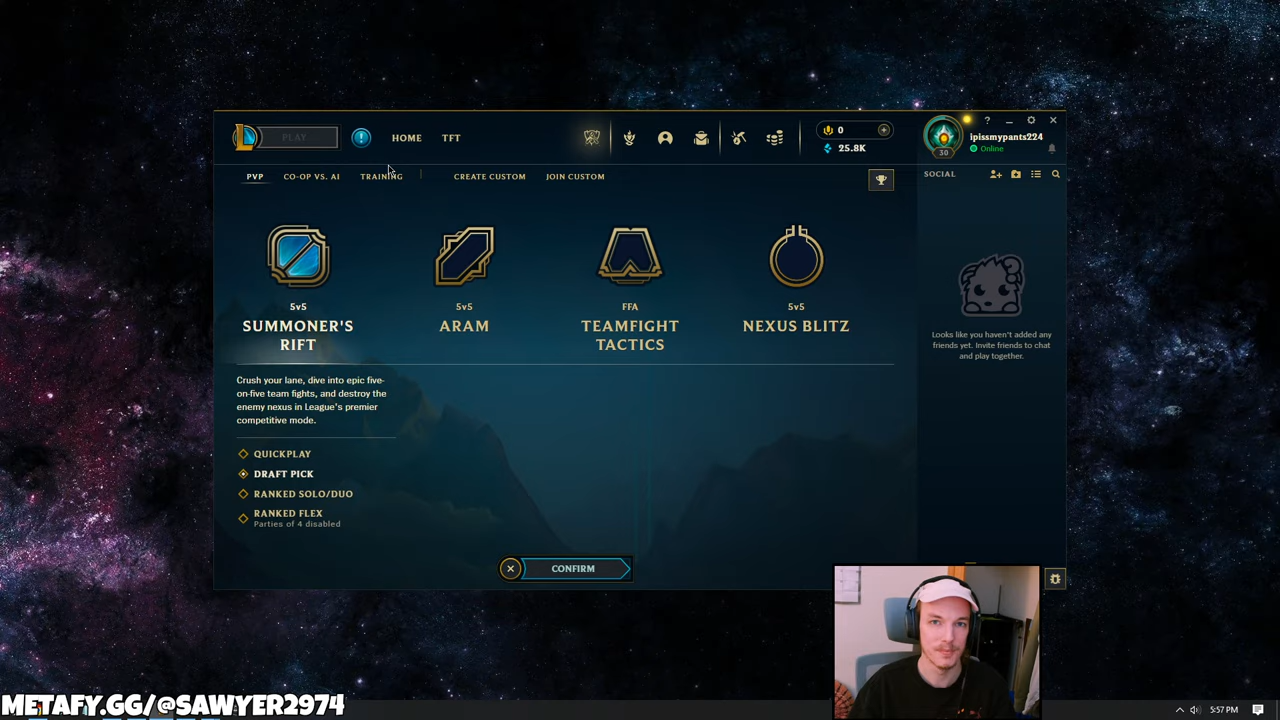 PLAY
HOME
TFT
0
25.8K
30
ipissmypants224
Online
PVP
CO-OP VS. AI
TRAINING
CREATE CUSTOM
JOIN CUSTOM
SOCIAL
5v5
SUMMONER'S
RIFT
5v5
ARAM
FFA
TEAMFIGHT
TACTICS
5v5
NEXUS BLITZ
Looks like you haven't added any
friends yet. Invite friends to chat
and play together.
Crush your lane, dive into epic five-
on-five team fights, and destroy the
enemy nexus in League's premier
competitive mode.
QUICKPLAY
DRAFT PICK
RANKED SOLO/DUO
RANKED FLEX
Parties of 4 disabled
CONFIRM
METAFY.GG/@SAWYER2974
5:57 PM